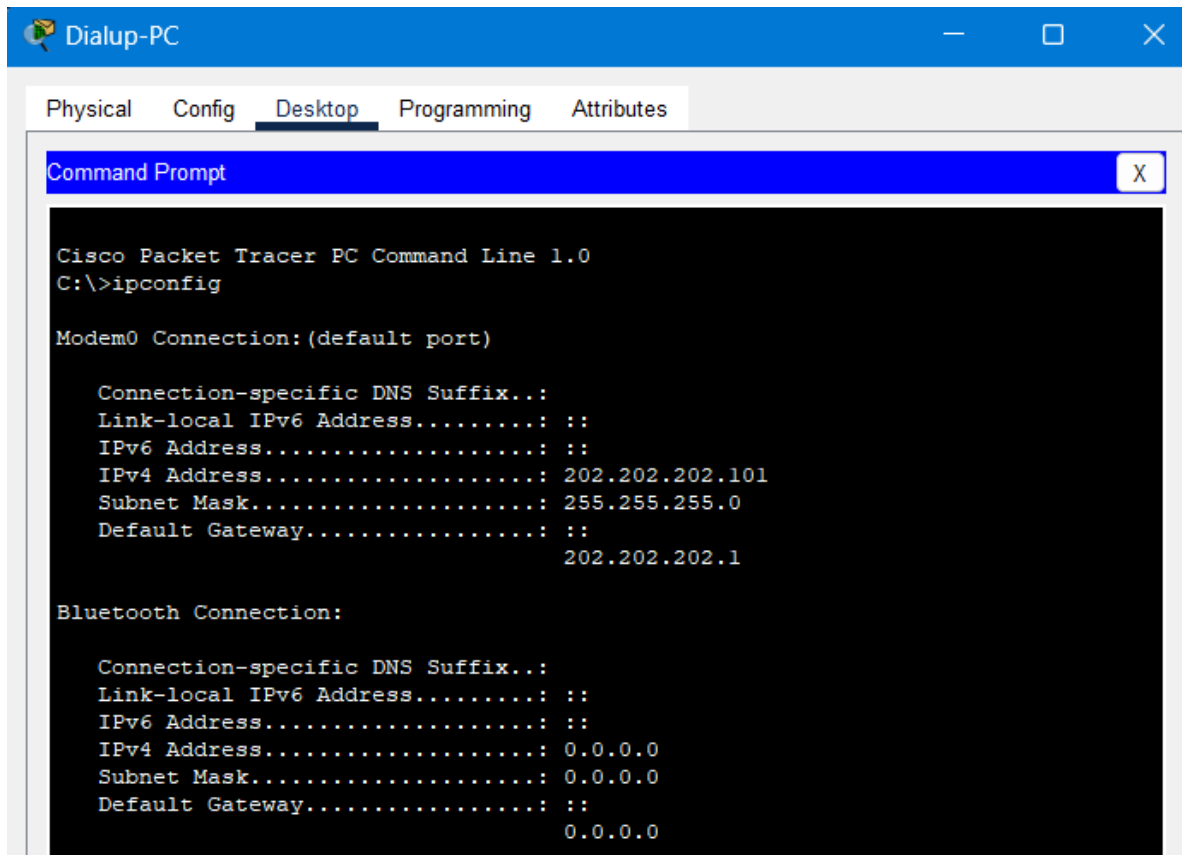 Dialup-PC
Physical Config Desktop Programming Attributes
Command Prompt X
Cisco Packet Tracer PC Command Line 1.0
C:\>ipconfig
Modem0 Connection:(default port)
Connection-specific DNS Suffix..:
Link-local IPv6 Address.........: ::
IPv6 Address....................: ::
IPv4 Address....................: 202.202.202.101
Subnet Mask.....................: 255.255.255.0
Default Gateway.................: ::
202.202.202.1
Bluetooth Connection:
Connection-specific DNS Suffix..:
Link-local IPv6 Address.........: ::
IPv6 Address....................: ::
IPv4 Address....................: 0.0.0.0
Subnet Mask.....................: 0.0.0.0
Default Gateway.................: ::
0.0.0.0